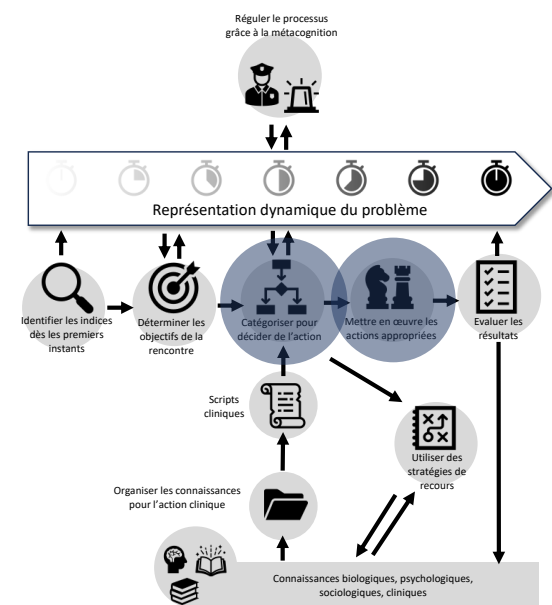 Réguler le processus
grâce à la métacognition
Représentation dynamique du problème
Identifier les indices
dès les premiers
instants
Déterminer les
objectifs de la
rencontre
Catégoriser pour
décider de l'action
Mettre en œuvre les
actions appropriées
Evaluer les
résultats
Scripts
cliniques
Utiliser des
stratégies de
recours
Organiser les connaissances
pour l'action clinique
Connaissances biologiques, psychologiques,
sociologiques, cliniques